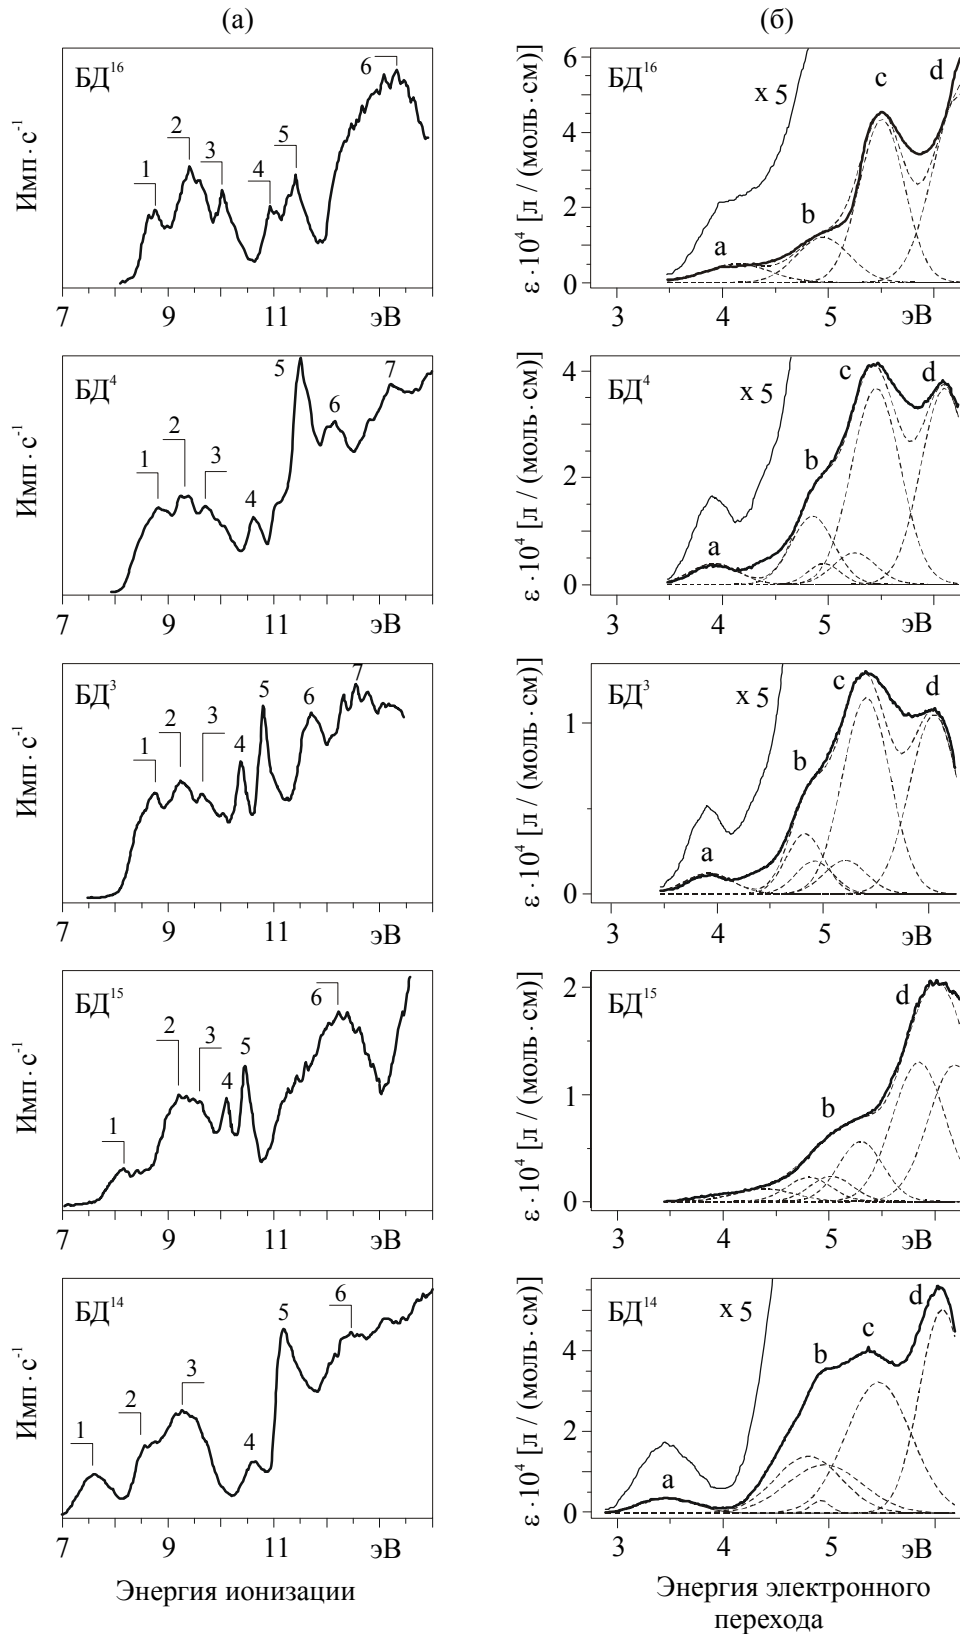 (а) (б)
БД¹⁶
Имп · с⁻¹
1 2 3 4 5 6
7 9 11 эВ
БД¹⁶
ε · 10⁴ [л / (моль · см)]
x 5
a b c d
6
4
2
0
3 4 5 эВ
БД⁴
Имп · с⁻¹
1 2 3 4 5 6 7
7 9 11 эВ
БД⁴
ε · 10⁴ [л / (моль · см)]
x 5
a b c d
4
2
0
3 4 5 эВ
БД³
Имп · с⁻¹
1 2 3 4 5 6 7
7 9 11 эВ
БД³
ε · 10⁴ [л / (моль · см)]
x 5
a b c d
1
0
3 4 5 эВ
БД¹⁵
Имп · с⁻¹
1 2 3 4 5 6
7 9 11 эВ
БД¹⁵
ε · 10⁴ [л / (моль · см)]
b d
2
1
0
3 4 5 эВ
БД¹⁴
Имп · с⁻¹
1 2 3 4 5 6
7 9 11 эВ
БД¹⁴
ε · 10⁴ [л / (моль · см)]
x 5
a b c d
4
2
0
3 4 5 эВ
Энергия ионизации
Энергия электронного
перехода